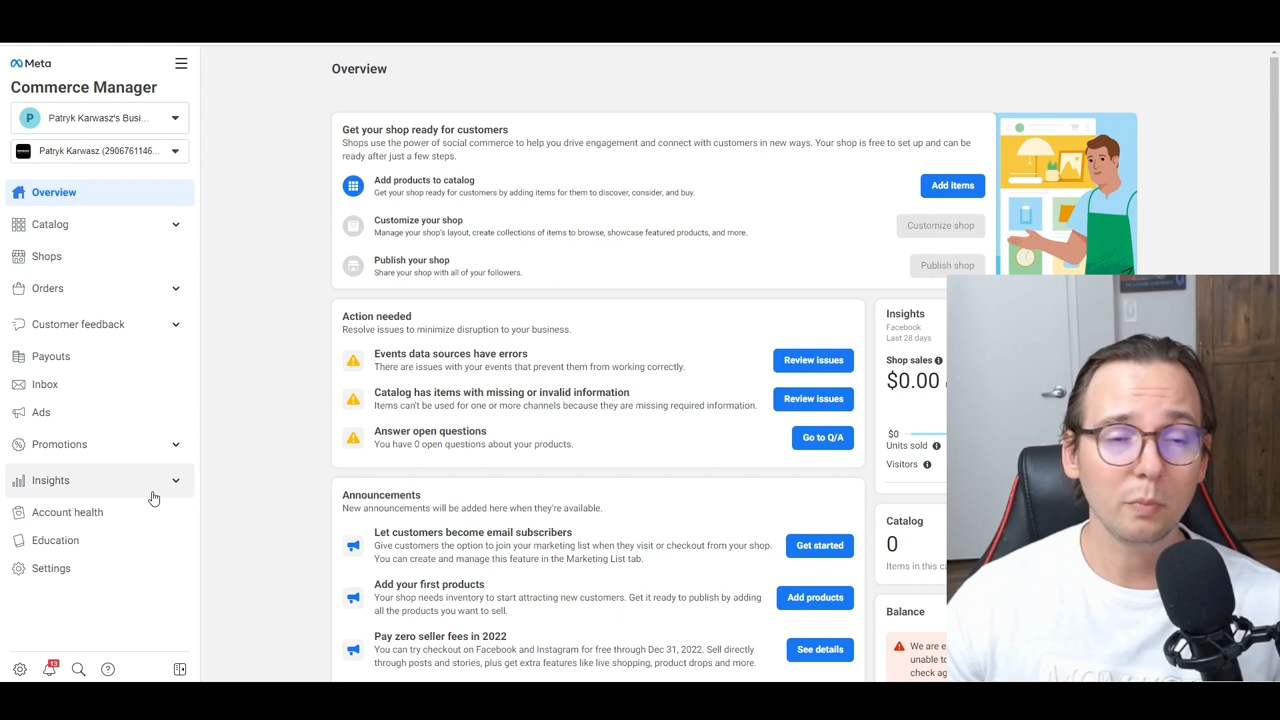 Meta
Commerce Manager
P Patryk Karwasz's Busi...
Patryk Karwasz (2906761146...
Overview
Catalog
Shops
Orders
Customer feedback
Payouts
Inbox
Ads
Promotions
Insights
Account health
Education
Settings
13
Overview
Get your shop ready for customers
Shops use the power of social commerce to help you drive engagement and connect with customers in new ways. Your shop is free to set up and can be
ready after just a few steps.
Add products to catalog
Get your shop ready for customers by adding items for them to discover, consider, and buy.
Add items
Customize your shop
Manage your shop's layout, create collections of items to browse, showcase featured products, and more.
Customize shop
Publish your shop
Share your shop with all of your followers.
Publish shop
Action needed
Resolve issues to minimize disruption to your business.
Events data sources have errors
There are issues with your events that prevent them from working correctly.
Review issues
Catalog has items with missing or invalid information
Items can't be used for one or more channels because they are missing required information.
Review issues
Answer open questions
You have 0 open questions about your products.
Go to Q/A
Announcements
New announcements will be added here when they're available.
Let customers become email subscribers
Give customers the option to join your marketing list when they visit or checkout from your shop.
You can create and manage this feature in the Marketing List tab.
Get started
Add your first products
Your shop needs inventory to start attracting new customers. Get it ready to publish by adding
all the products you want to sell.
Add products
Pay zero seller fees in 2022
You can try checkout on Facebook and Instagram for free through Dec 31, 2022. Sell directly
through posts and stories, plus get extra features like live shopping, product drops and more.
See details
Insights
Facebook
Last 28 days
Shop sales
$0.00
$0
Units sold
Visitors
Catalog
0
Items in this
Balance
We are
unable to
check